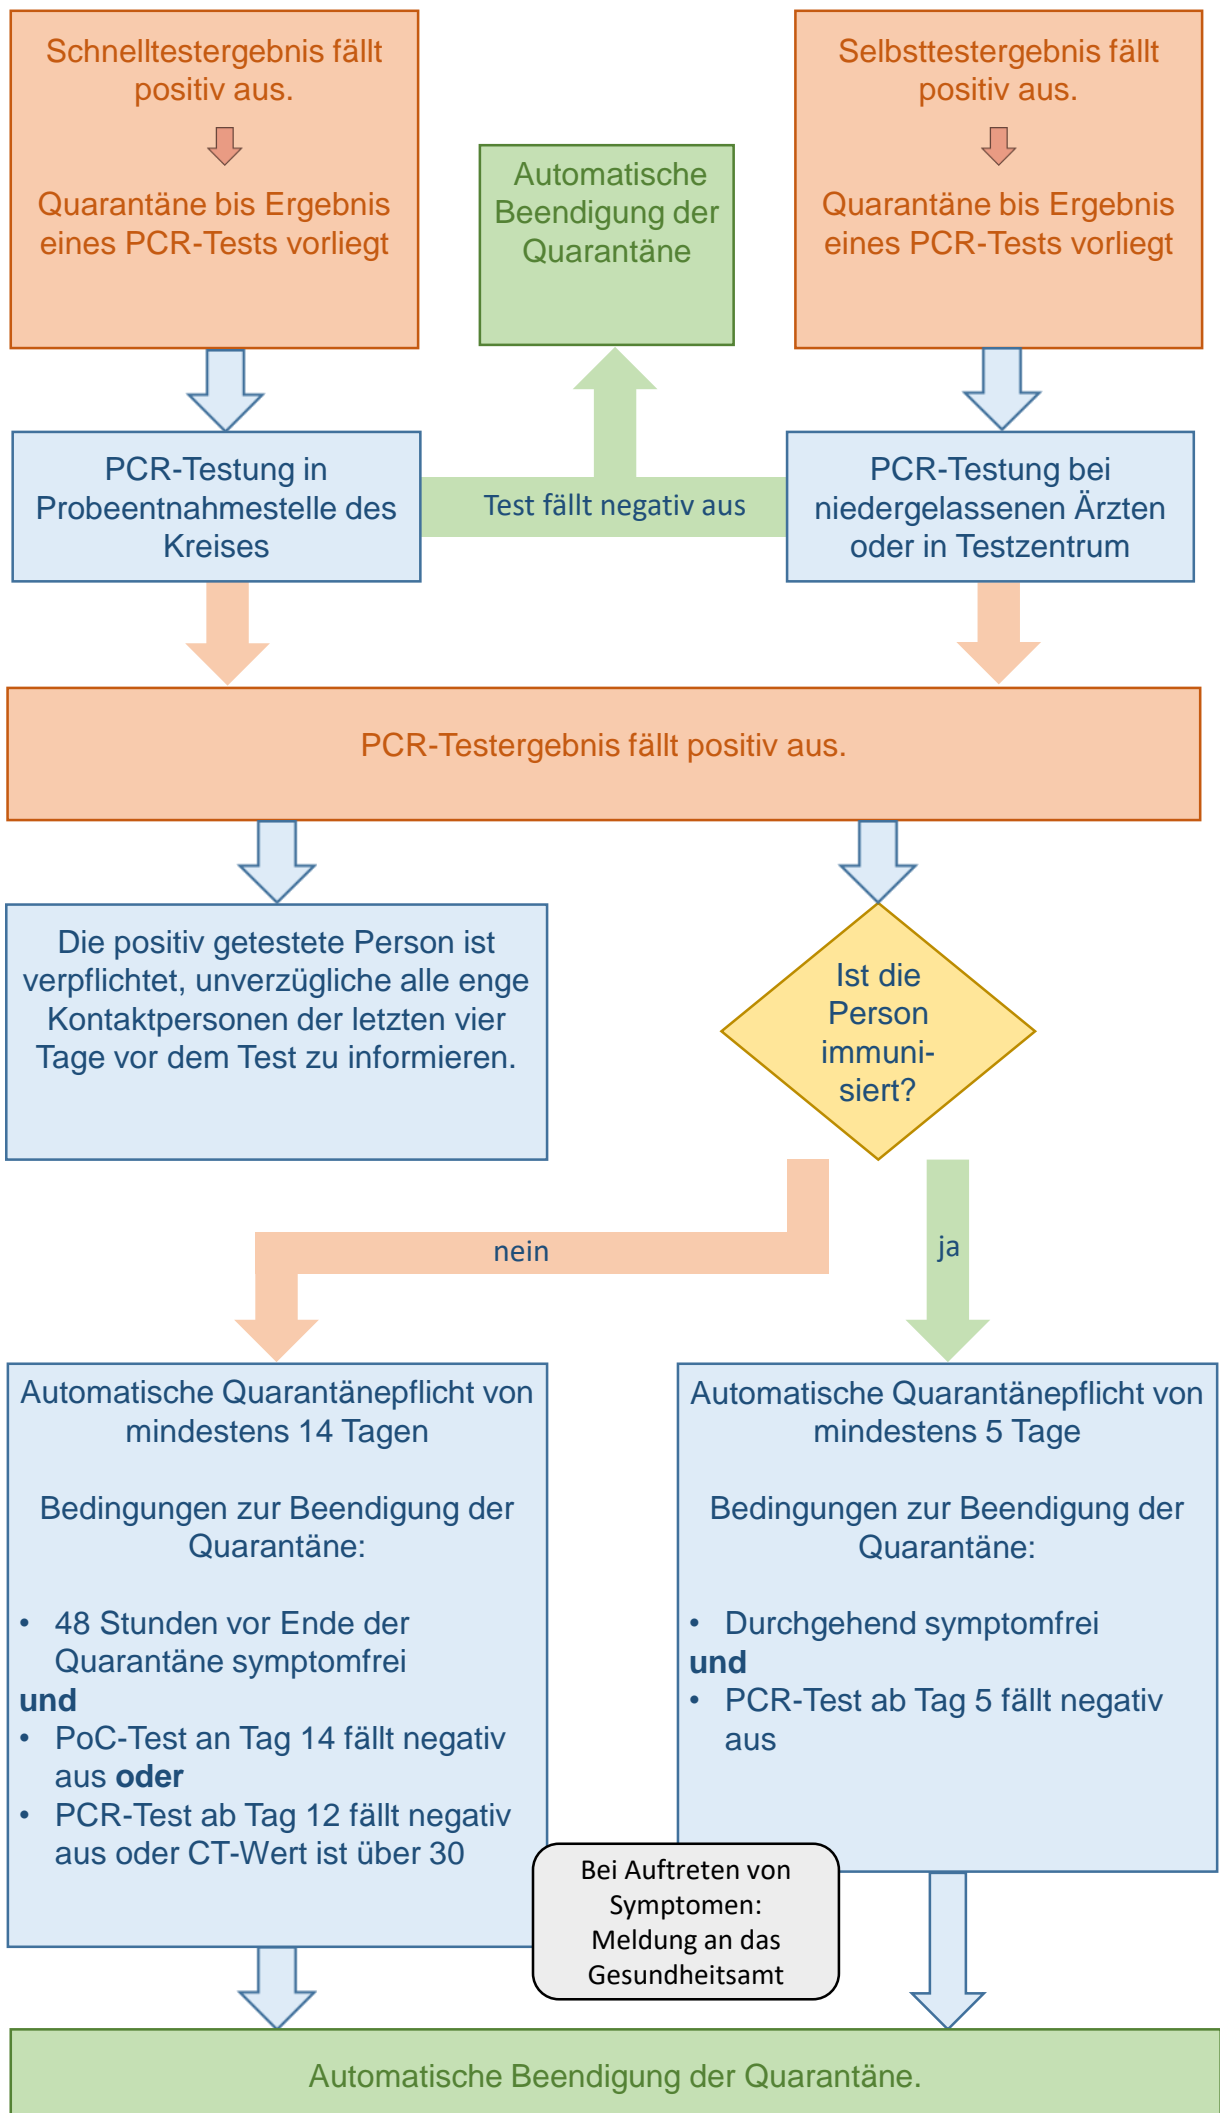 Schnelltestergebnis fällt
positiv aus.
Quarantäne bis Ergebnis
eines PCR-Tests vorliegt
Automatische
Beendigung der
Quarantäne
Selbsttestergebnis fällt
positiv aus.
Quarantäne bis Ergebnis
eines PCR-Tests vorliegt
PCR-Testung in
Probeentnahmestelle des
Kreises
Test fällt negativ aus
PCR-Testung bei
niedergelassenen Ärzten
oder in Testzentrum
PCR-Testergebnis fällt positiv aus.
Die positiv getestete Person ist
verpflichtet, unverzügliche alle enge
Kontaktpersonen der letzten vier
Tage vor dem Test zu informieren.
Ist die
Person
immuni-
siert?
nein
ja
Automatische Quarantänepflicht von
mindestens 14 Tagen
Bedingungen zur Beendigung der
Quarantäne:
• 48 Stunden vor Ende der
Quarantäne symptomfrei
und
• PoC-Test an Tag 14 fällt negativ
aus oder
• PCR-Test ab Tag 12 fällt negativ
aus oder CT-Wert ist über 30
Automatische Quarantänepflicht von
mindestens 5 Tage
Bedingungen zur Beendigung der
Quarantäne:
• Durchgehend symptomfrei
und
• PCR-Test ab Tag 5 fällt negativ
aus
Bei Auftreten von
Symptomen:
Meldung an das
Gesundheitsamt
Automatische Beendigung der Quarantäne.